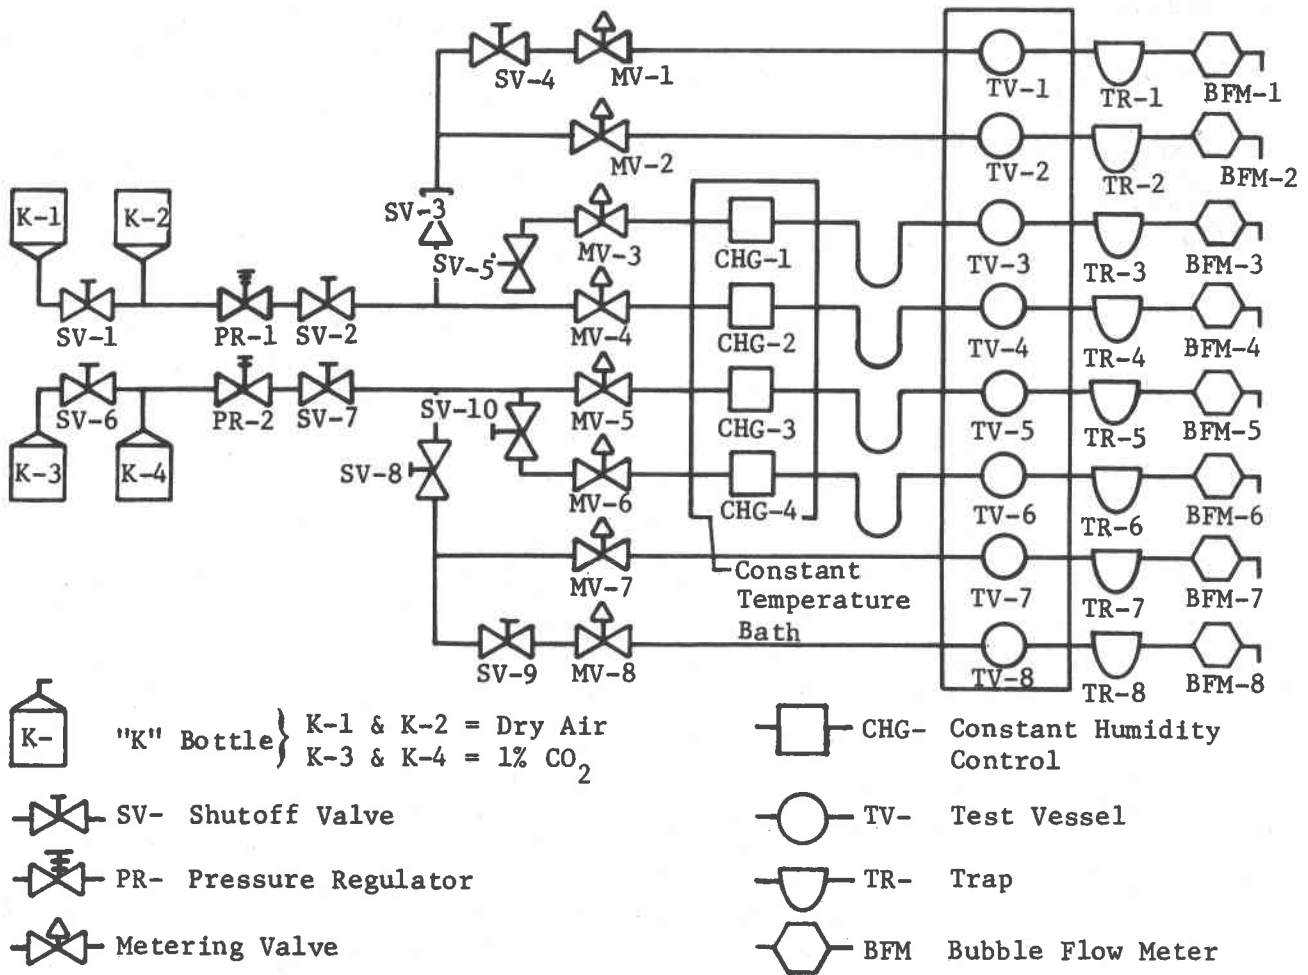 SV-4
MV-1
TV-1
TR-1
BFM-1
MV-2
TV-2
TR-2
BFM-2
K-1
K-2
SV-3
SV-5
MV-3
CHG-1
TV-3
TR-3
BFM-3
SV-1
PR-1
SV-2
MV-4
CHG-2
TV-4
TR-4
BFM-4
SV-6
PR-2
SV-7
SV-10
MV-5
CHG-3
TV-5
TR-5
BFM-5
K-3
K-4
SV-8
MV-6
CHG-4
TV-6
TR-6
BFM-6
MV-7
Constant
Temperature
Bath
TV-7
TR-7
BFM-7
SV-9
MV-8
TV-8
TR-8
BFM-8
K-
"K" Bottle} K-1 & K-2 = Dry Air
K-3 & K-4 = 1% CO2
SV- Shutoff Valve
PR- Pressure Regulator
Metering Valve
CHG- Constant Humidity
Control
TV- Test Vessel
TR- Trap
BFM Bubble Flow Meter